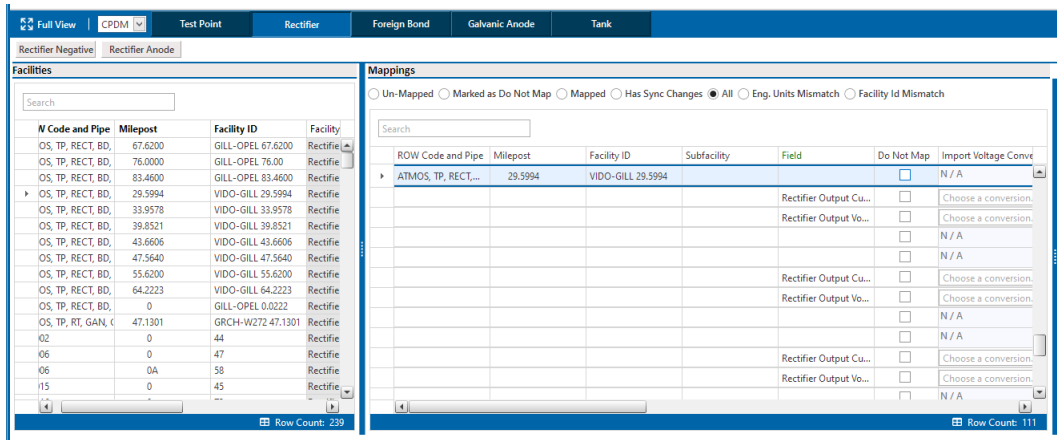 Full View | CPDM Test Point Rectifier Foreign Bond Galvanic Anode Tank
Rectifier Negative Rectifier Anode
Facilities
Search
W Code and Pipe Milepost Facility ID Facility
OS, TP, RECT, BD, 67.6200 GILL-OPEL 67.6200 Rectifie
OS, TP, RECT, BD, 76.0000 GILL-OPEL 76.00 Rectifie
OS, TP, RECT, BD, 83.4600 GILL-OPEL 83.4600 Rectifie
OS, TP, RECT, BD, 29.5994 VIDO-GILL 29.5994 Rectifie
OS, TP, RECT, BD, 33.9578 VIDO-GILL 33.9578 Rectifie
OS, TP, RECT, BD, 39.8521 VIDO-GILL 39.8521 Rectifie
OS, TP, RECT, BD, 43.6606 VIDO-GILL 43.6606 Rectifie
OS, TP, RECT, BD, 47.5640 VIDO-GILL 47.5640 Rectifie
OS, TP, RECT, BD, 55.6200 VIDO-GILL 55.6200 Rectifie
OS, TP, RECT, BD, 64.2223 VIDO-GILL 64.2223 Rectifie
OS, TP, RECT, BD, 0 GILL-OPEL 0.0222 Rectifie
OS, TP, RT, GAN, 47.1301 GRCH-W272 47.1301 Rectifie
02 0 44 Rectifie
06 0 47 Rectifie
06 0A 58 Rectifie
15 0 45 Rectifie
Row Count: 239
Mappings
Un-Mapped Marked as Do Not Map Mapped Has Sync Changes All Eng. Units Mismatch Facility Id Mismatch
Search
ROW Code and Pipe Milepost Facility ID Subfacility Field Do Not Map Import Voltage Conve
ATMOS, TP, RECT,... 29.5994 VIDO-GILL 29.5994 N / A
Rectifier Output Cu... Choose a conversion.
Rectifier Output Vo... Choose a conversion.
N / A
N / A
Rectifier Output Cu... Choose a conversion.
Rectifier Output Vo... Choose a conversion.
N / A
N / A
Rectifier Output Cu... Choose a conversion.
Rectifier Output Vo... Choose a conversion.
N / A
Row Count: 111